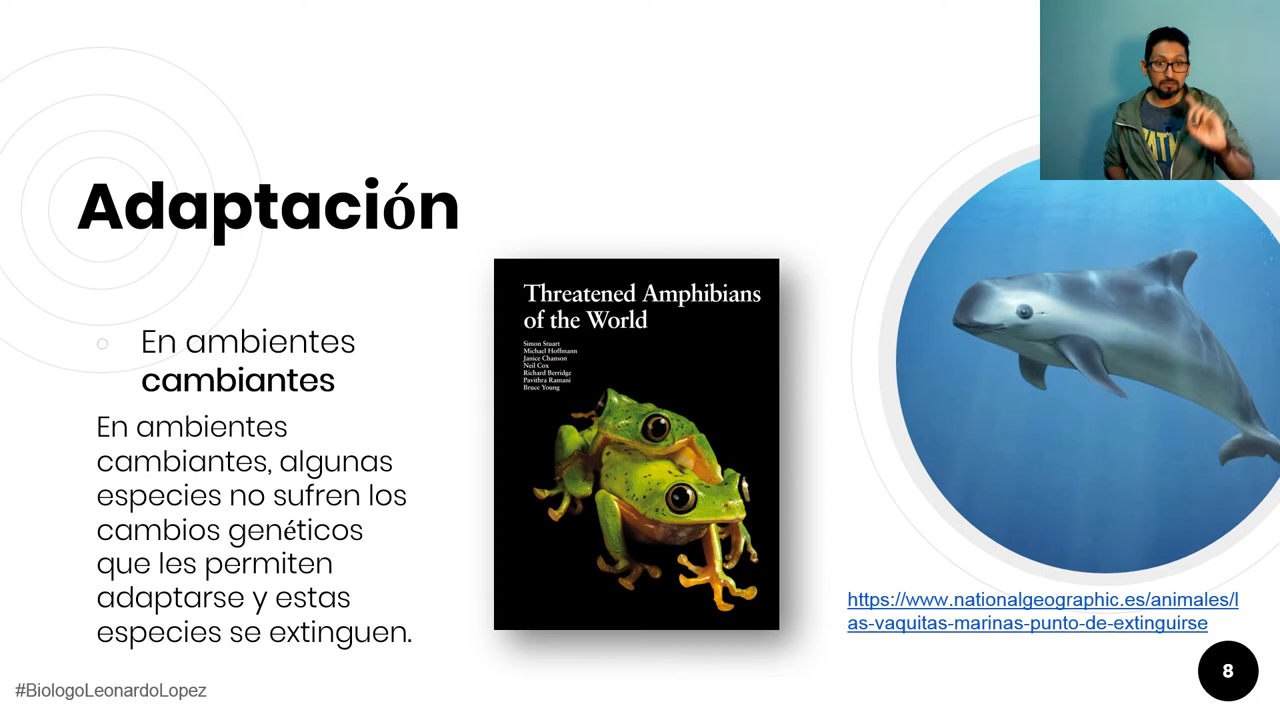 Adaptación
En ambientes
cambiantes
En ambientes
cambiantes, algunas
especies no sufren los
cambios genéticos
que les permiten
adaptarse y estas
especies se extinguen.
Threatened Amphibians
of the World
Simon Stuart
Michael Hoffmann
Janice Chanson
Neil Cox
Richard Berridge
Pavithra Ramani
Bruce Young
https://www.nationalgeographic.es/animales/l
as-vaquitas-marinas-punto-de-extinguirse
8
#BiologoLeonardoLopez